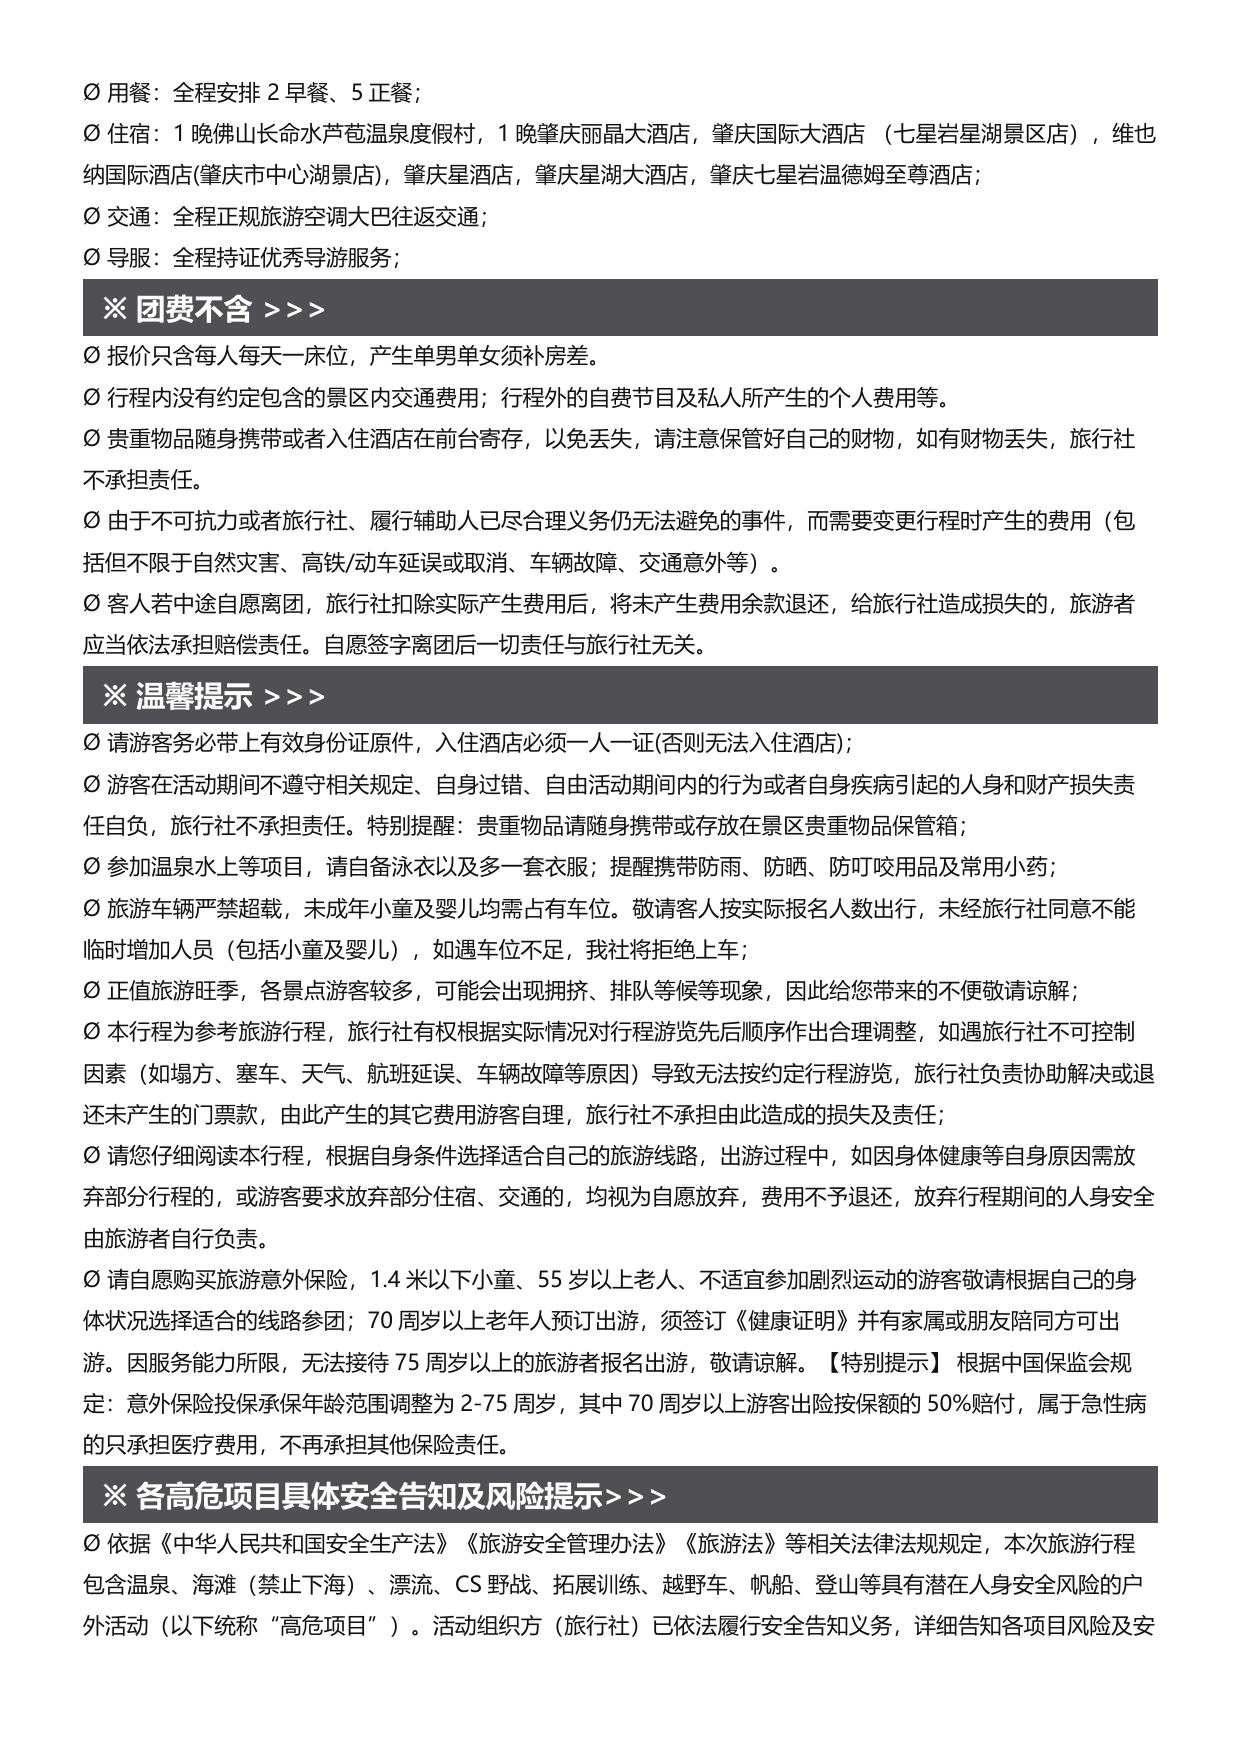 Ø 用餐：全程安排 2 早餐、5 正餐；
Ø 住宿：1 晚佛山长命水芦苞温泉度假村，1 晚肇庆丽晶大酒店，肇庆国际大酒店 （七星岩星湖景区店），维也
纳国际酒店(肇庆市中心湖景店)，肇庆星酒店，肇庆星湖大酒店，肇庆七星岩温德姆至尊酒店；
Ø 交通：全程正规旅游空调大巴往返交通；
Ø 导服：全程持证优秀导游服务；
※ 团费不含 >>>
Ø 报价只含每人每天一床位，产生单男单女须补房差。
Ø 行程内没有约定包含的景区内交通费用；行程外的自费节目及私人所产生的个人费用等。
Ø 贵重物品随身携带或者入住酒店在前台寄存，以免丢失，请注意保管好自己的财物，如有财物丢失，旅行社
不承担责任。
Ø 由于不可抗力或者旅行社、履行辅助人已尽合理义务仍无法避免的事件，而需要变更行程时产生的费用（包
括但不限于自然灾害、高铁/动车延误或取消、车辆故障、交通意外等）。
Ø 客人若中途自愿离团，旅行社扣除实际产生费用后，将未产生费用余款退还，给旅行社造成损失的，旅游者
应当依法承担赔偿责任。自愿签字离团后一切责任与旅行社无关。
※ 温馨提示 >>>
Ø 请游客务必带上有效身份证原件，入住酒店必须一人一证(否则无法入住酒店)；
Ø 游客在活动期间不遵守相关规定、自身过错、自由活动期间内的行为或者自身疾病引起的人身和财产损失责
任自负，旅行社不承担责任。特别提醒：贵重物品请随身携带或存放在景区贵重物品保管箱；
Ø 参加温泉水上等项目，请自备泳衣以及多一套衣服；提醒携带防雨、防晒、防叮咬用品及常用小药；
Ø 旅游车辆严禁超载，未成年小童及婴儿均需占有车位。敬请客人按实际报名人数出行，未经旅行社同意不能
临时增加人员（包括小童及婴儿），如遇车位不足，我社将拒绝上车；
Ø 正值旅游旺季，各景点游客较多，可能会出现拥挤、排队等候等现象，因此给您带来的不便敬请谅解；
Ø 本行程为参考旅游行程，旅行社有权根据实际情况对行程游览先后顺序作出合理调整，如遇旅行社不可控制
因素（如塌方、塞车、天气、航班延误、车辆故障等原因）导致无法按约定行程游览，旅行社负责协助解决或退
还未产生的门票款，由此产生的其它费用游客自理，旅行社不承担由此造成的损失及责任；
Ø 请您仔细阅读本行程，根据自身条件选择适合自己的旅游线路，出游过程中，如因身体健康等自身原因需放
弃部分行程的，或游客要求放弃部分住宿、交通的，均视为自愿放弃，费用不予退还，放弃行程期间的人身安全
由旅游者自行负责。
Ø 请自愿购买旅游意外保险，1.4 米以下小童、55 岁以上老人、不适宜参加剧烈运动的游客敬请根据自己的身
体状况选择适合的线路参团；70 周岁以上老年人预订出游，须签订《健康证明》并有家属或朋友陪同方可出
游。因服务能力所限，无法接待 75 周岁以上的旅游者报名出游，敬请谅解。【特别提示】 根据中国保监会规
定：意外保险投保承保年龄范围调整为 2-75 周岁，其中 70 周岁以上游客出险按保额的 50%赔付，属于急性病
的只承担医疗费用，不再承担其他保险责任。
※ 各高危项目具体安全告知及风险提示>>>
Ø 依据《中华人民共和国安全生产法》《旅游安全管理办法》《旅游法》等相关法律法规规定，本次旅游行程
包含温泉、海滩（禁止下海）、漂流、CS 野战、拓展训练、越野车、帆船、登山等具有潜在人身安全风险的户
外活动（以下统称“高危项目”）。活动组织方（旅行社）已依法履行安全告知义务，详细告知各项目风险及安